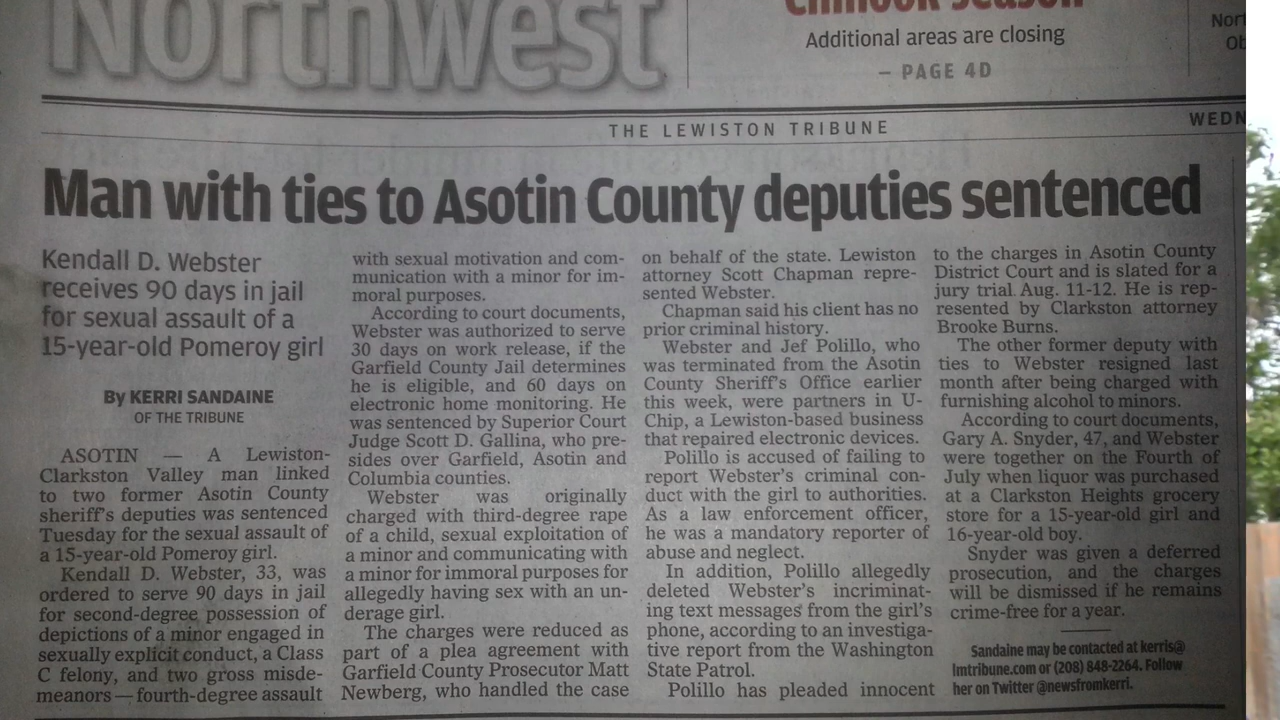 Northwest
Chinook season
Additional areas are closing
— PAGE 4D
THE LEWISTON TRIBUNE
WEDN
Man with ties to Asotin County deputies sentenced
Kendall D. Webster
receives 90 days in jail
for sexual assault of a
15-year-old Pomeroy girl
By KERRI SANDAINE
OF THE TRIBUNE
ASOTIN — A Lewiston-
Clarkston Valley man linked
to two former Asotin County
sheriff's deputies was sentenced
Tuesday for the sexual assault of
a 15-year-old Pomeroy girl.
Kendall D. Webster, 33, was
ordered to serve 90 days in jail
for second-degree possession of
depictions of a minor engaged in
sexually explicit conduct, a Class
C felony, and two gross misde-
meanors — fourth-degree assault
with sexual motivation and com-
munication with a minor for im-
moral purposes.
According to court documents,
Webster was authorized to serve
30 days on work release, if the
Garfield County Jail determines
he is eligible, and 60 days on
electronic home monitoring. He
was sentenced by Superior Court
Judge Scott D. Gallina, who pre-
sides over Garfield, Asotin and
Columbia counties.
Webster was originally
charged with third-degree rape
of a child, sexual exploitation of
a minor and communicating with
a minor for immoral purposes for
allegedly having sex with an un-
derage girl.
The charges were reduced as
part of a plea agreement with
Garfield County Prosecutor Matt
Newberg, who handled the case
on behalf of the state. Lewiston
attorney Scott Chapman repre-
sented Webster.
Chapman said his client has no
prior criminal history.
Webster and Jef Polillo, who
was terminated from the Asotin
County Sheriff's Office earlier
this week, were partners in U-
Chip, a Lewiston-based business
that repaired electronic devices.
Polillo is accused of failing to
report Webster's criminal con-
duct with the girl to authorities.
As a law enforcement officer,
he was a mandatory reporter of
abuse and neglect.
In addition, Polillo allegedly
deleted Webster's incriminat-
ing text messages from the girl's
phone, according to an investiga-
tive report from the Washington
State Patrol.
Polillo has pleaded innocent
to the charges in Asotin County
District Court and is slated for a
jury trial Aug. 11-12. He is rep-
resented by Clarkston attorney
Brooke Burns.
The other former deputy with
ties to Webster resigned last
month after being charged with
furnishing alcohol to minors.
According to court documents,
Gary A. Snyder, 47, and Webster
were together on the Fourth of
July when liquor was purchased
at a Clarkston Heights grocery
store for a 15-year-old girl and
16-year-old boy.
Snyder was given a deferred
prosecution, and the charges
will be dismissed if he remains
crime-free for a year.
Sandaine may be contacted at kerris@
lmtribune.com or (208) 848-2264. Follow
her on Twitter @newsfromkerri.